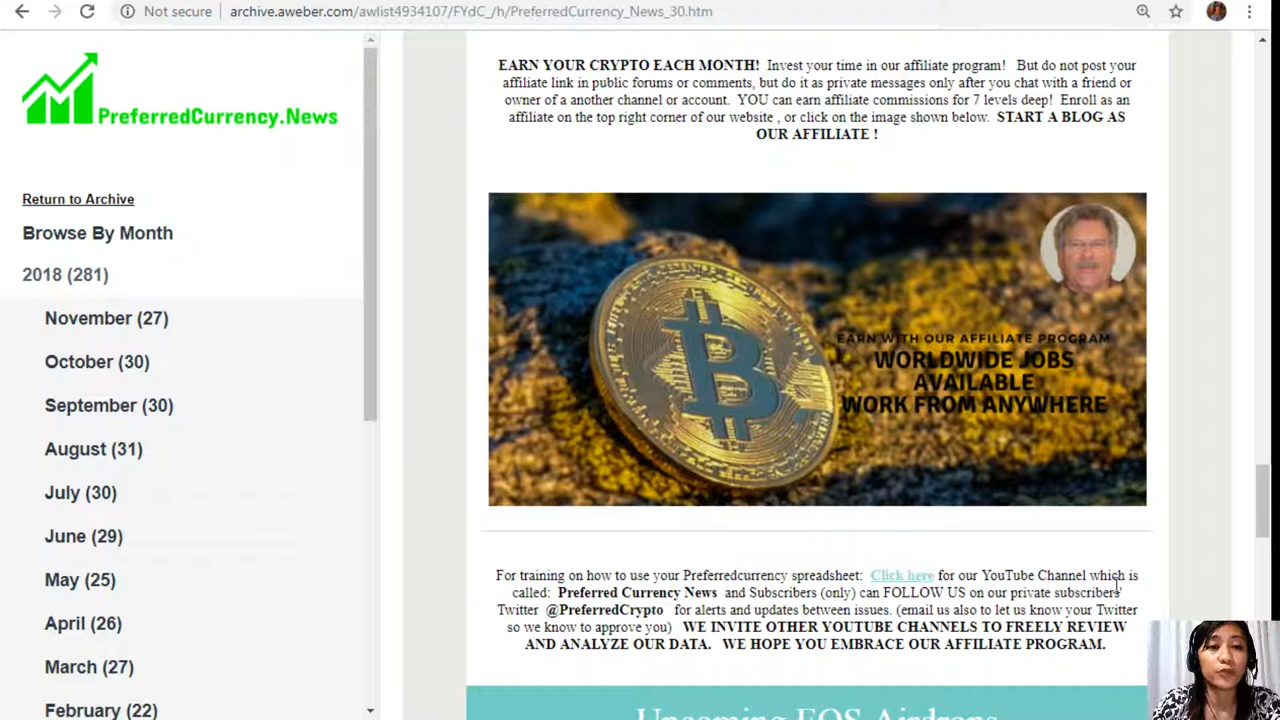 Not secure
archive.aweber.com/awlist4934107/FYdC_/h/PreferredCurrency_News_30.htm
PreferredCurrency.News
Return to Archive
Browse By Month
2018 (281)
November (27)
October (30)
September (30)
August (31)
July (30)
June (29)
May (25)
April (26)
March (27)
February (22)
EARN YOUR CRYPTO EACH MONTH! Invest your time in our affiliate program! But do not post your
affiliate link in public forums or comments, but do it as private messages only after you chat with a friend or
owner of a another channel or account. YOU can earn affiliate commissions for 7 levels deep! Enroll as an
affiliate on the top right corner of our website , or click on the image shown below. START A BLOG AS
OUR AFFILIATE !
EARN WITH OUR AFFILIATE PROGRAM
WORLDWIDE JOBS
AVAILABLE
WORK FROM ANYWHERE
For training on how to use your Preferredcurrency spreadsheet: Click here for our YouTube Channel which is
called: Preferred Currency News and Subscribers (only) can FOLLOW US on our private subscribers'
Twitter @PreferredCrypto for alerts and updates between issues. (email us also to let us know your Twitter
so we know to approve you) WE INVITE OTHER YOUTUBE CHANNELS TO FREELY REVIEW
AND ANALYZE OUR DATA. WE HOPE YOU EMBRACE OUR AFFILIATE PROGRAM.
Upcoming EOS Airdrops